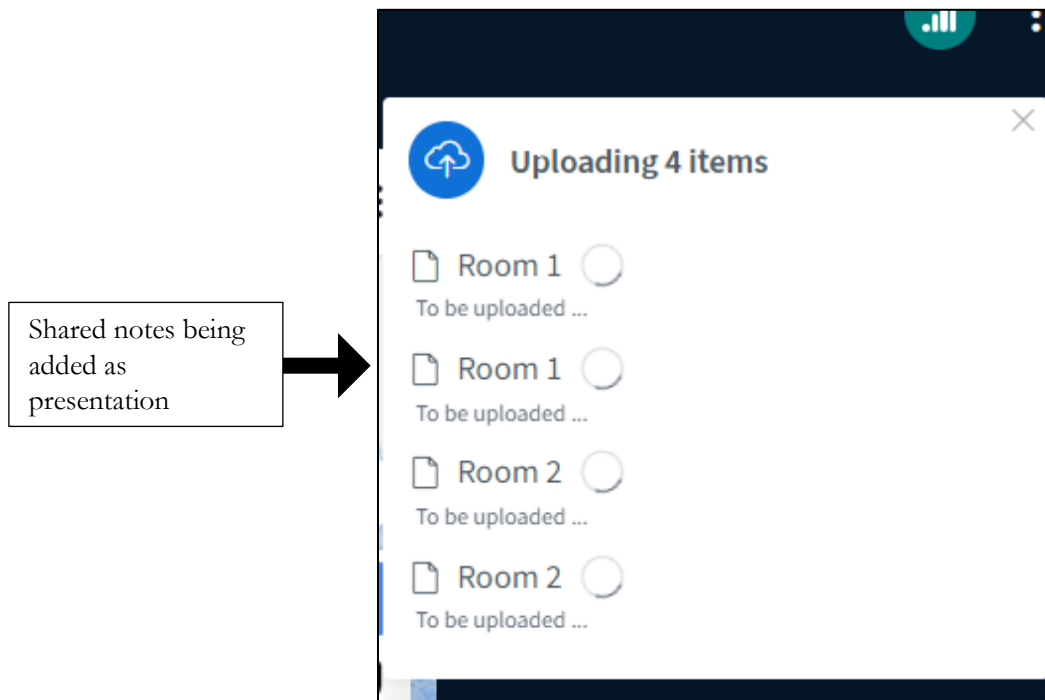 Uploading 4 items
Room 1
To be uploaded ...
Room 1
To be uploaded ...
Room 2
To be uploaded ...
Room 2
To be uploaded ...
Shared notes being
added as
presentation